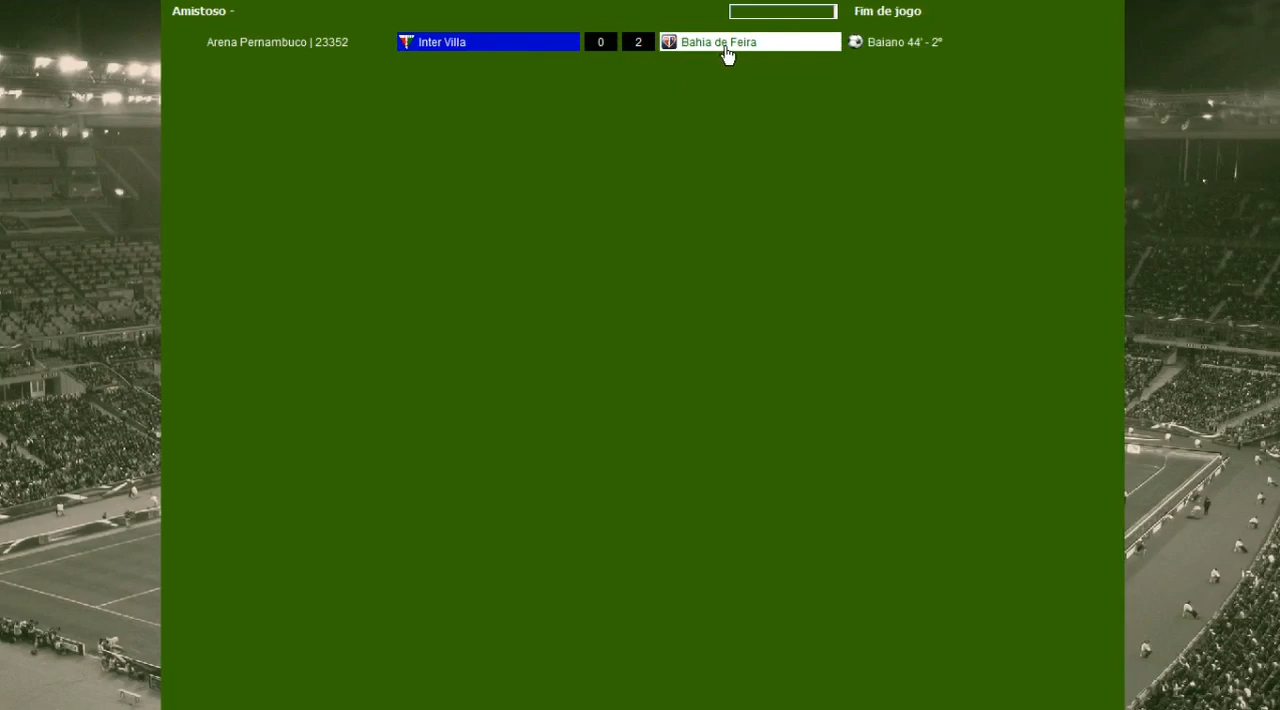 Amistoso - Fim de jogo
Arena Pernambuco | 23352 Inter Villa 0 2 Bahia de Feira Baiano 44' - 2º